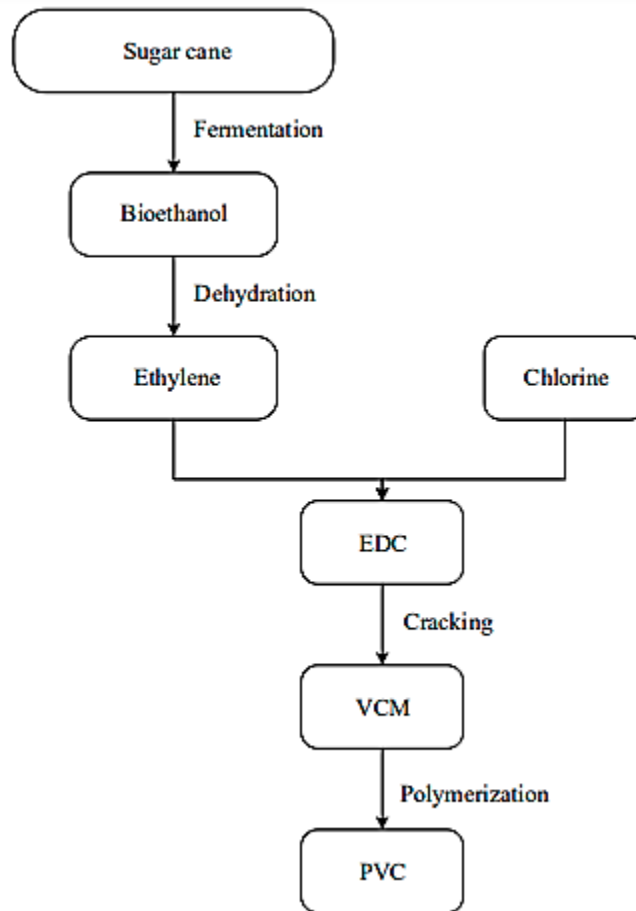 Sugar cane
Fermentation
Bioethanol
Dehydration
Ethylene
Chlorine
EDC
Cracking
VCM
Polymerization
PVC